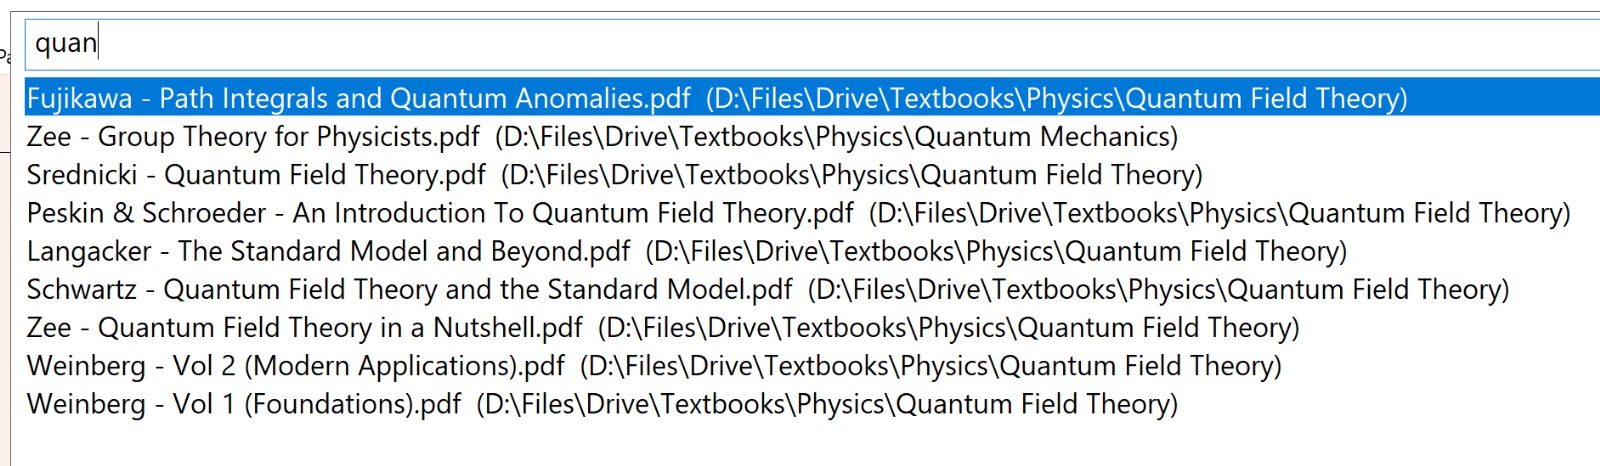 quan
Fujikawa - Path Integrals and Quantum Anomalies.pdf (D:\Files\Drive\Textbooks\Physics\Quantum Field Theory)
Zee - Group Theory for Physicists.pdf (D:\Files\Drive\Textbooks\Physics\Quantum Mechanics)
Srednicki - Quantum Field Theory.pdf (D:\Files\Drive\Textbooks\Physics\Quantum Field Theory)
Peskin & Schroeder - An Introduction To Quantum Field Theory.pdf (D:\Files\Drive\Textbooks\Physics\Quantum Field Theory)
Langacker - The Standard Model and Beyond.pdf (D:\Files\Drive\Textbooks\Physics\Quantum Field Theory)
Schwartz - Quantum Field Theory and the Standard Model.pdf (D:\Files\Drive\Textbooks\Physics\Quantum Field Theory)
Zee - Quantum Field Theory in a Nutshell.pdf (D:\Files\Drive\Textbooks\Physics\Quantum Field Theory)
Weinberg - Vol 2 (Modern Applications).pdf (D:\Files\Drive\Textbooks\Physics\Quantum Field Theory)
Weinberg - Vol 1 (Foundations).pdf (D:\Files\Drive\Textbooks\Physics\Quantum Field Theory)